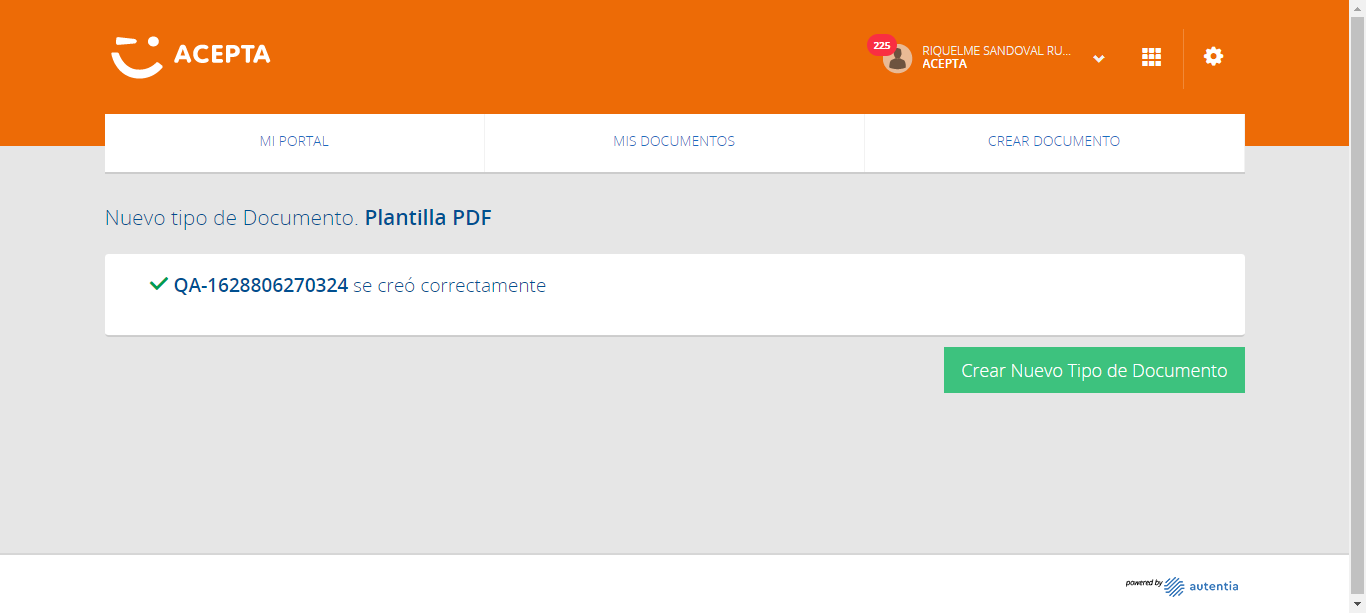 ACEPTA
225
RIQUELME SANDOVAL RU...
ACEPTA
MI PORTAL
MIS DOCUMENTOS
CREAR DOCUMENTO
Nuevo tipo de Documento. Plantilla PDF
QA-1628806270324 se creó correctamente
Crear Nuevo Tipo de Documento
powered by autentia